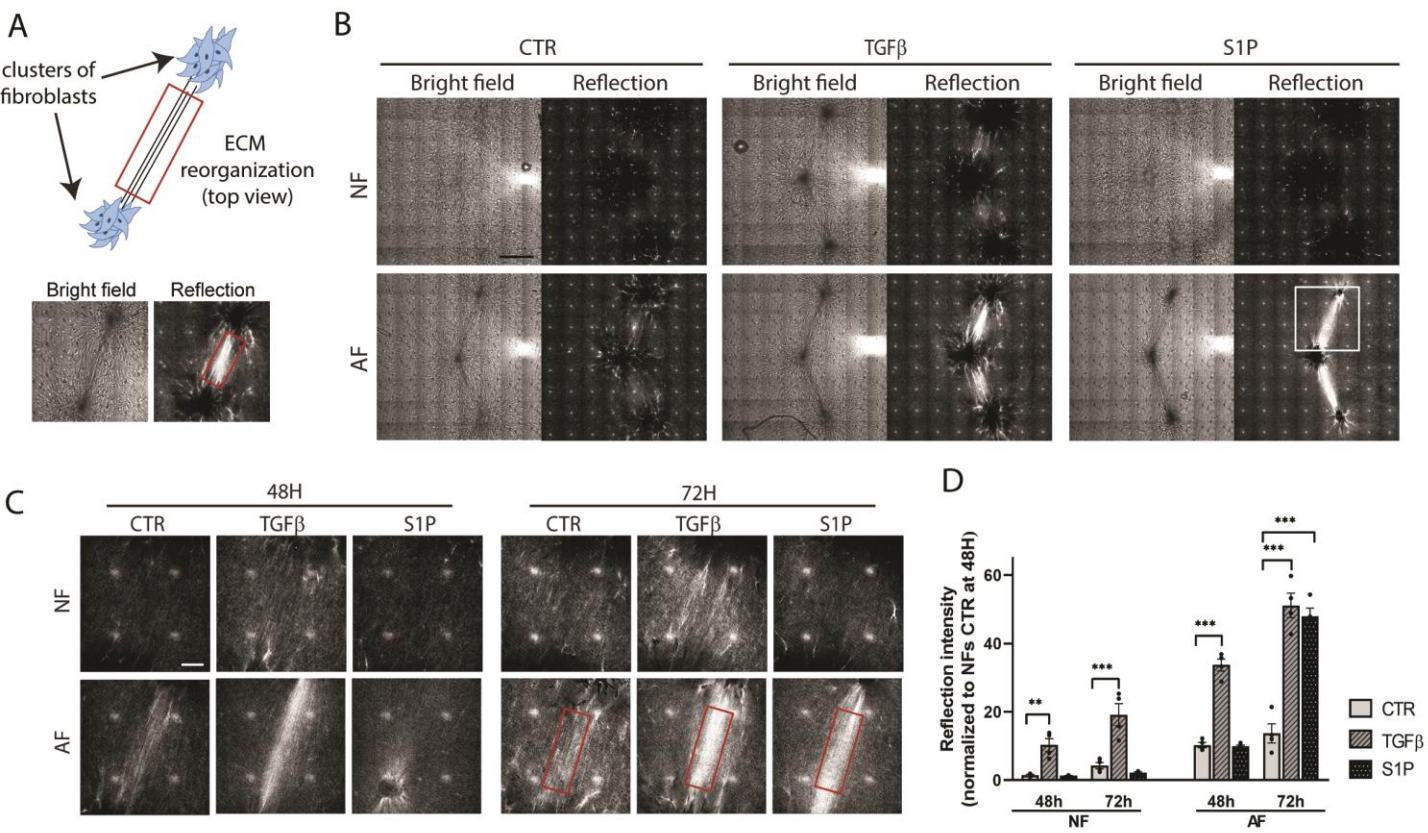 A
clusters of
fibroblasts
ECM
reorganization
(top view)
Bright field Reflection
B
CTR TGFβ S1P
Bright field Reflection Bright field Reflection Bright field Reflection
NF
AF
C
48H 72H
CTR TGFβ S1P CTR TGFβ S1P
NF
AF
D
Reflection intensity
(normalized to NFs CTR at 48H)
60
40
20
0
** *** *** *** ***
48h 72h 48h 72h
NF AF
CTR
TGFβ
S1P